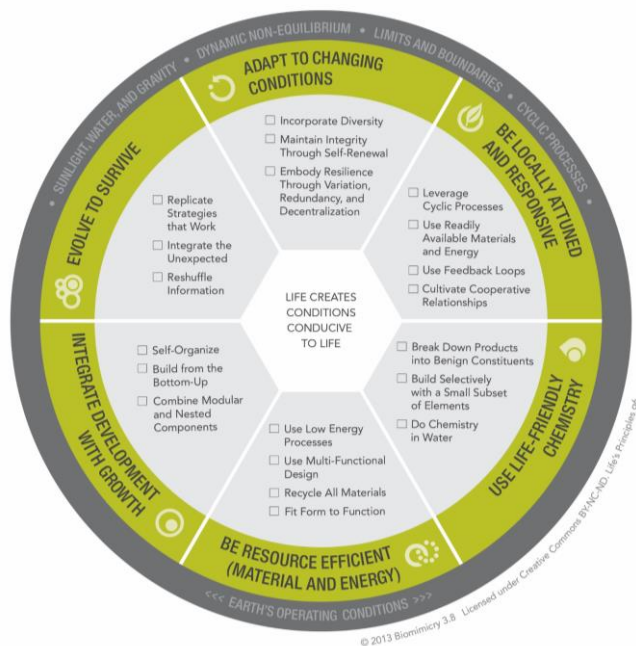 SUNLIGHT, WATER, AND GRAVITY • DYNAMIC NON-EQUILIBRIUM • LIMITS AND BOUNDARIES • CYCLIC PROCESSES •
ADAPT TO CHANGING
CONDITIONS
Incorporate Diversity
Maintain Integrity
Through Self-Renewal
Embody Resilience
Through Variation,
Redundancy, and
Decentralization
BE LOCALLY ATTUNED
AND RESPONSIVE
Leverage
Cyclic Processes
Use Readily
Available Materials
and Energy
Use Feedback Loops
Cultivate Cooperative
Relationships
USE LIFE-FRIENDLY
CHEMISTRY
Break Down Products
into Benign Constituents
Build Selectively
with a Small Subset
of Elements
Do Chemistry
in Water
BE RESOURCE EFFICIENT
(MATERIAL AND ENERGY)
Use Low Energy
Processes
Use Multi-Functional
Design
Recycle All Materials
Fit Form to Function
INTEGRATE DEVELOPMENT
WITH GROWTH
Self-Organize
Build from the
Bottom-Up
Combine Modular
and Nested
Components
EVOLVE TO SURVIVE
Replicate
Strategies
that Work
Integrate the
Unexpected
Reshuffle
Information
LIFE CREATES
CONDITIONS
CONDUCIVE
TO LIFE
<<< EARTH'S OPERATING CONDITIONS >>>
© 2013 Biomimicry 3.8 Licensed under Creative Commons BY-NC-ND. Life's Principles